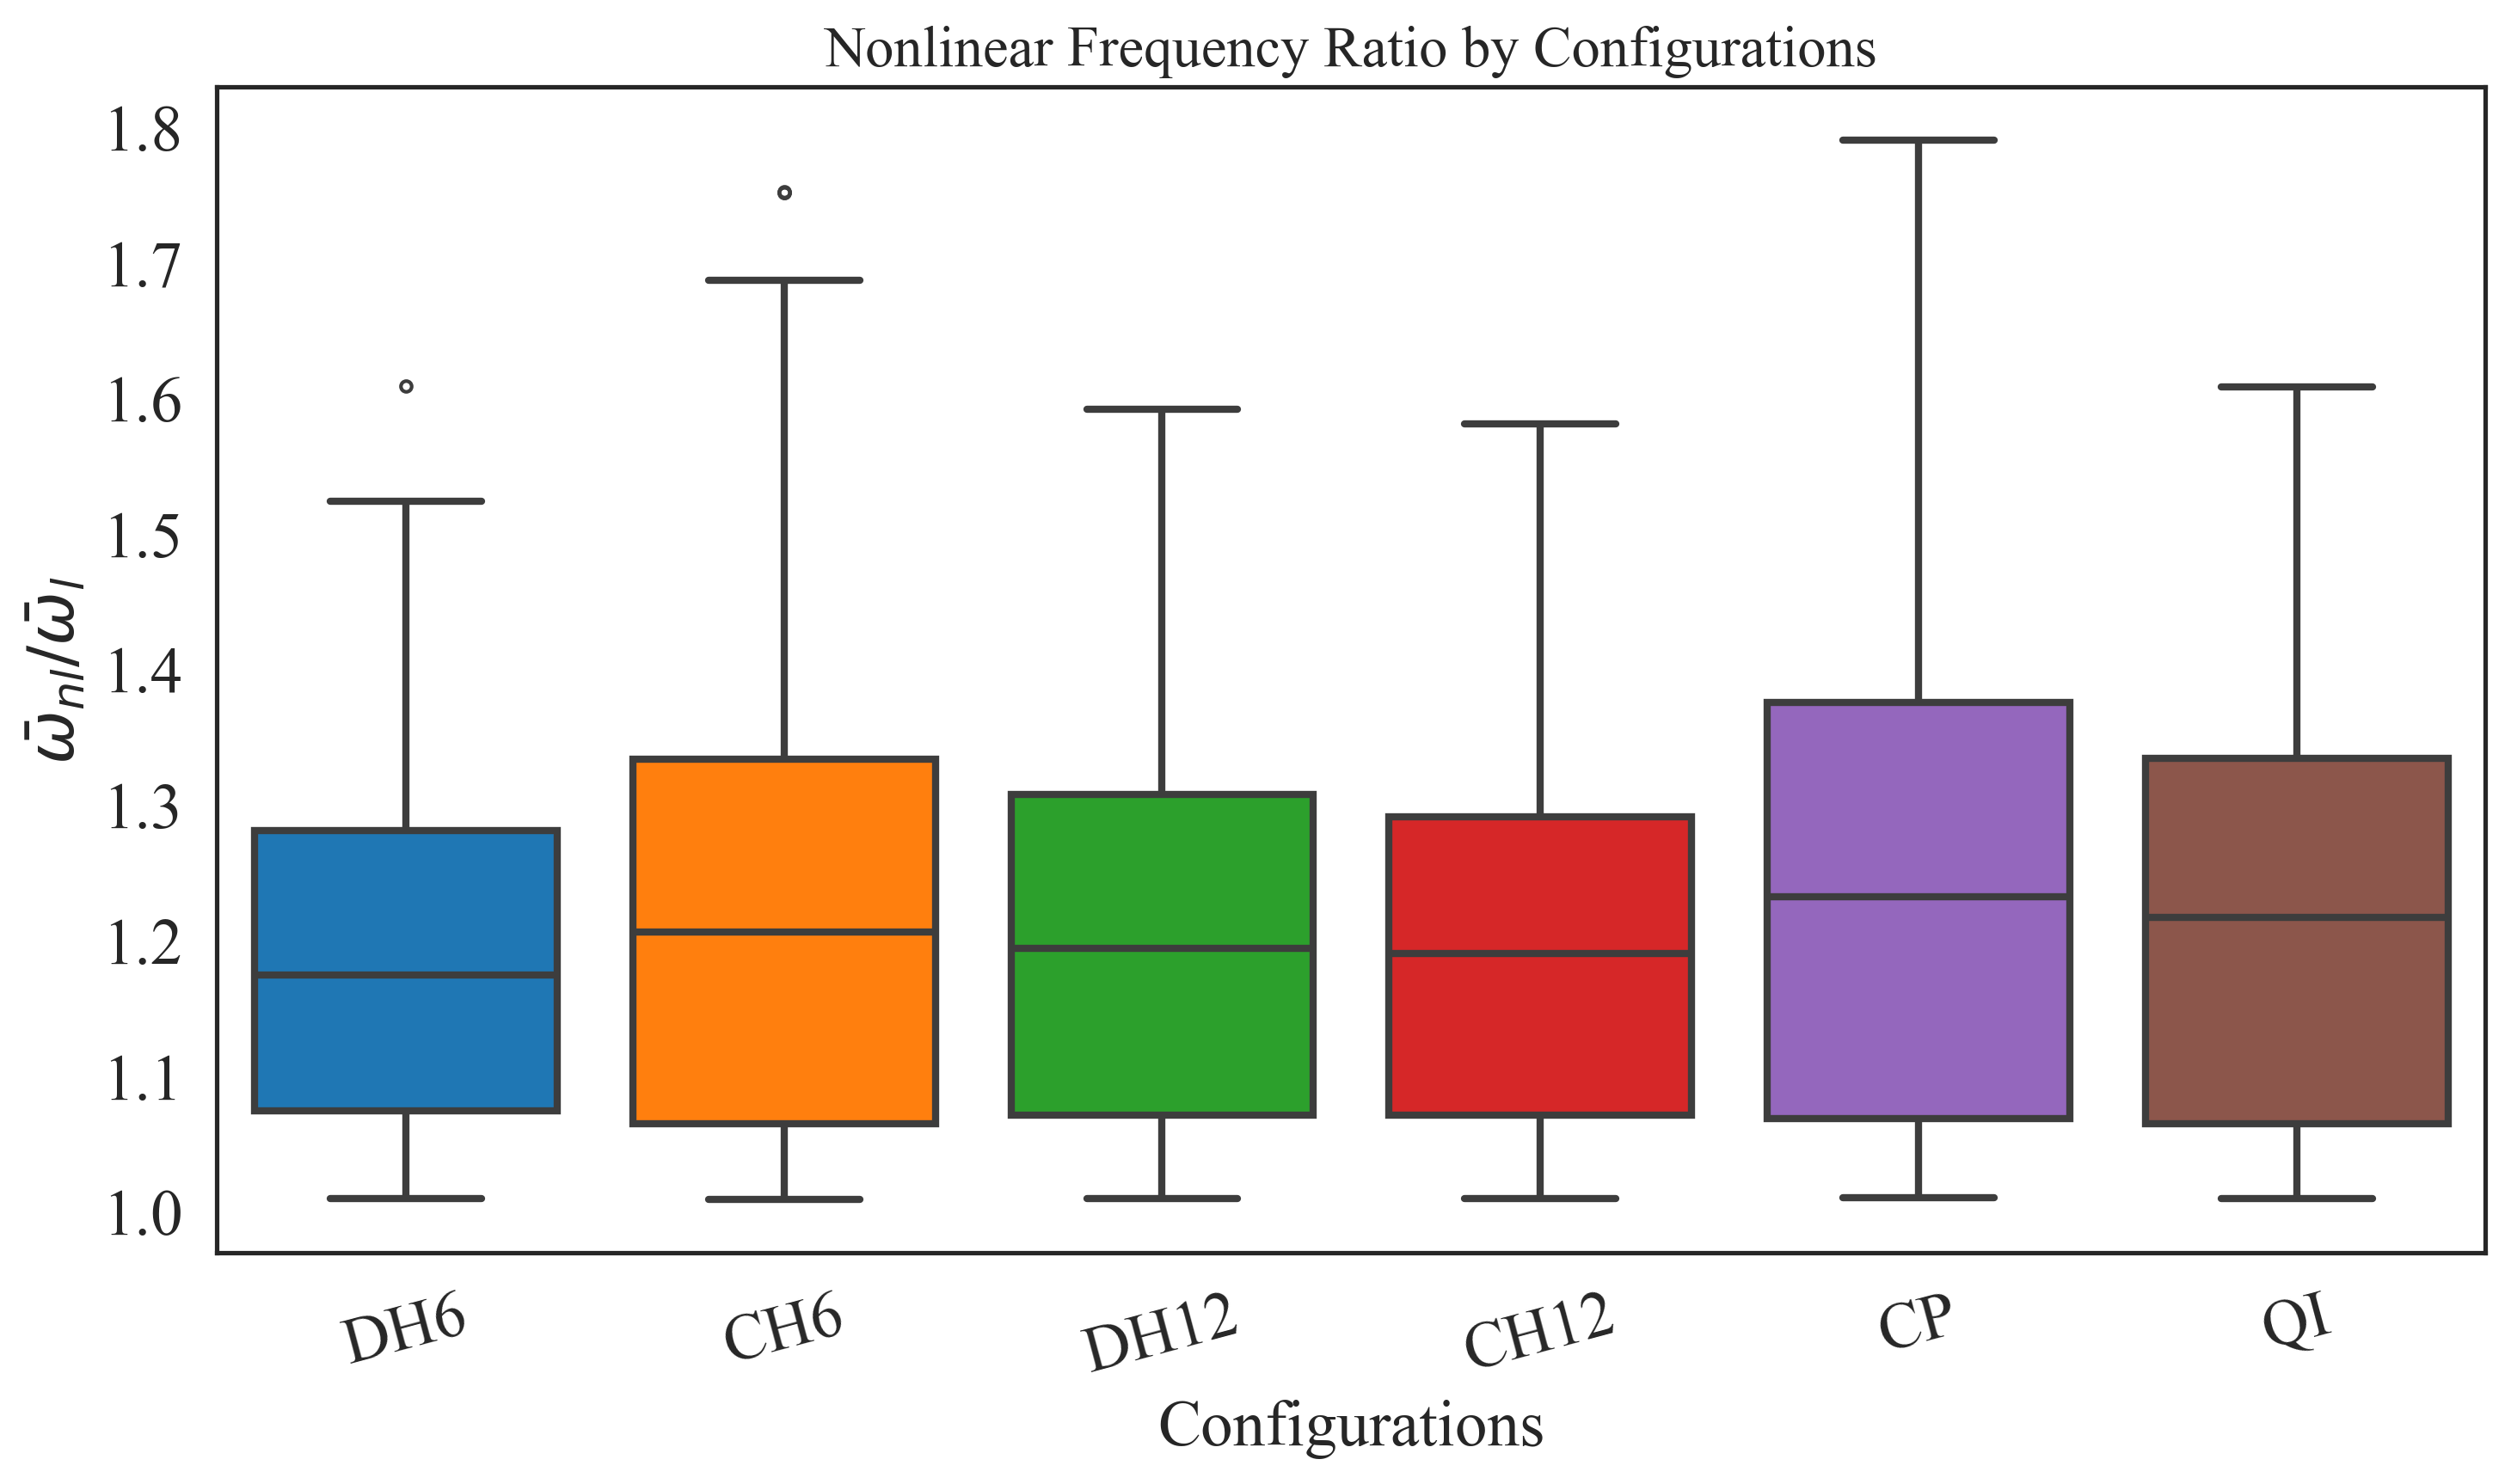 Nonlinear Frequency Ratio by Configurations
1.8
1.7
1.6
1.5
1.4
1.3
1.2
1.1
1.0
ω̄nl/ω̄l
DH6 CH6 DH12 CH12 CP QI
Configurations